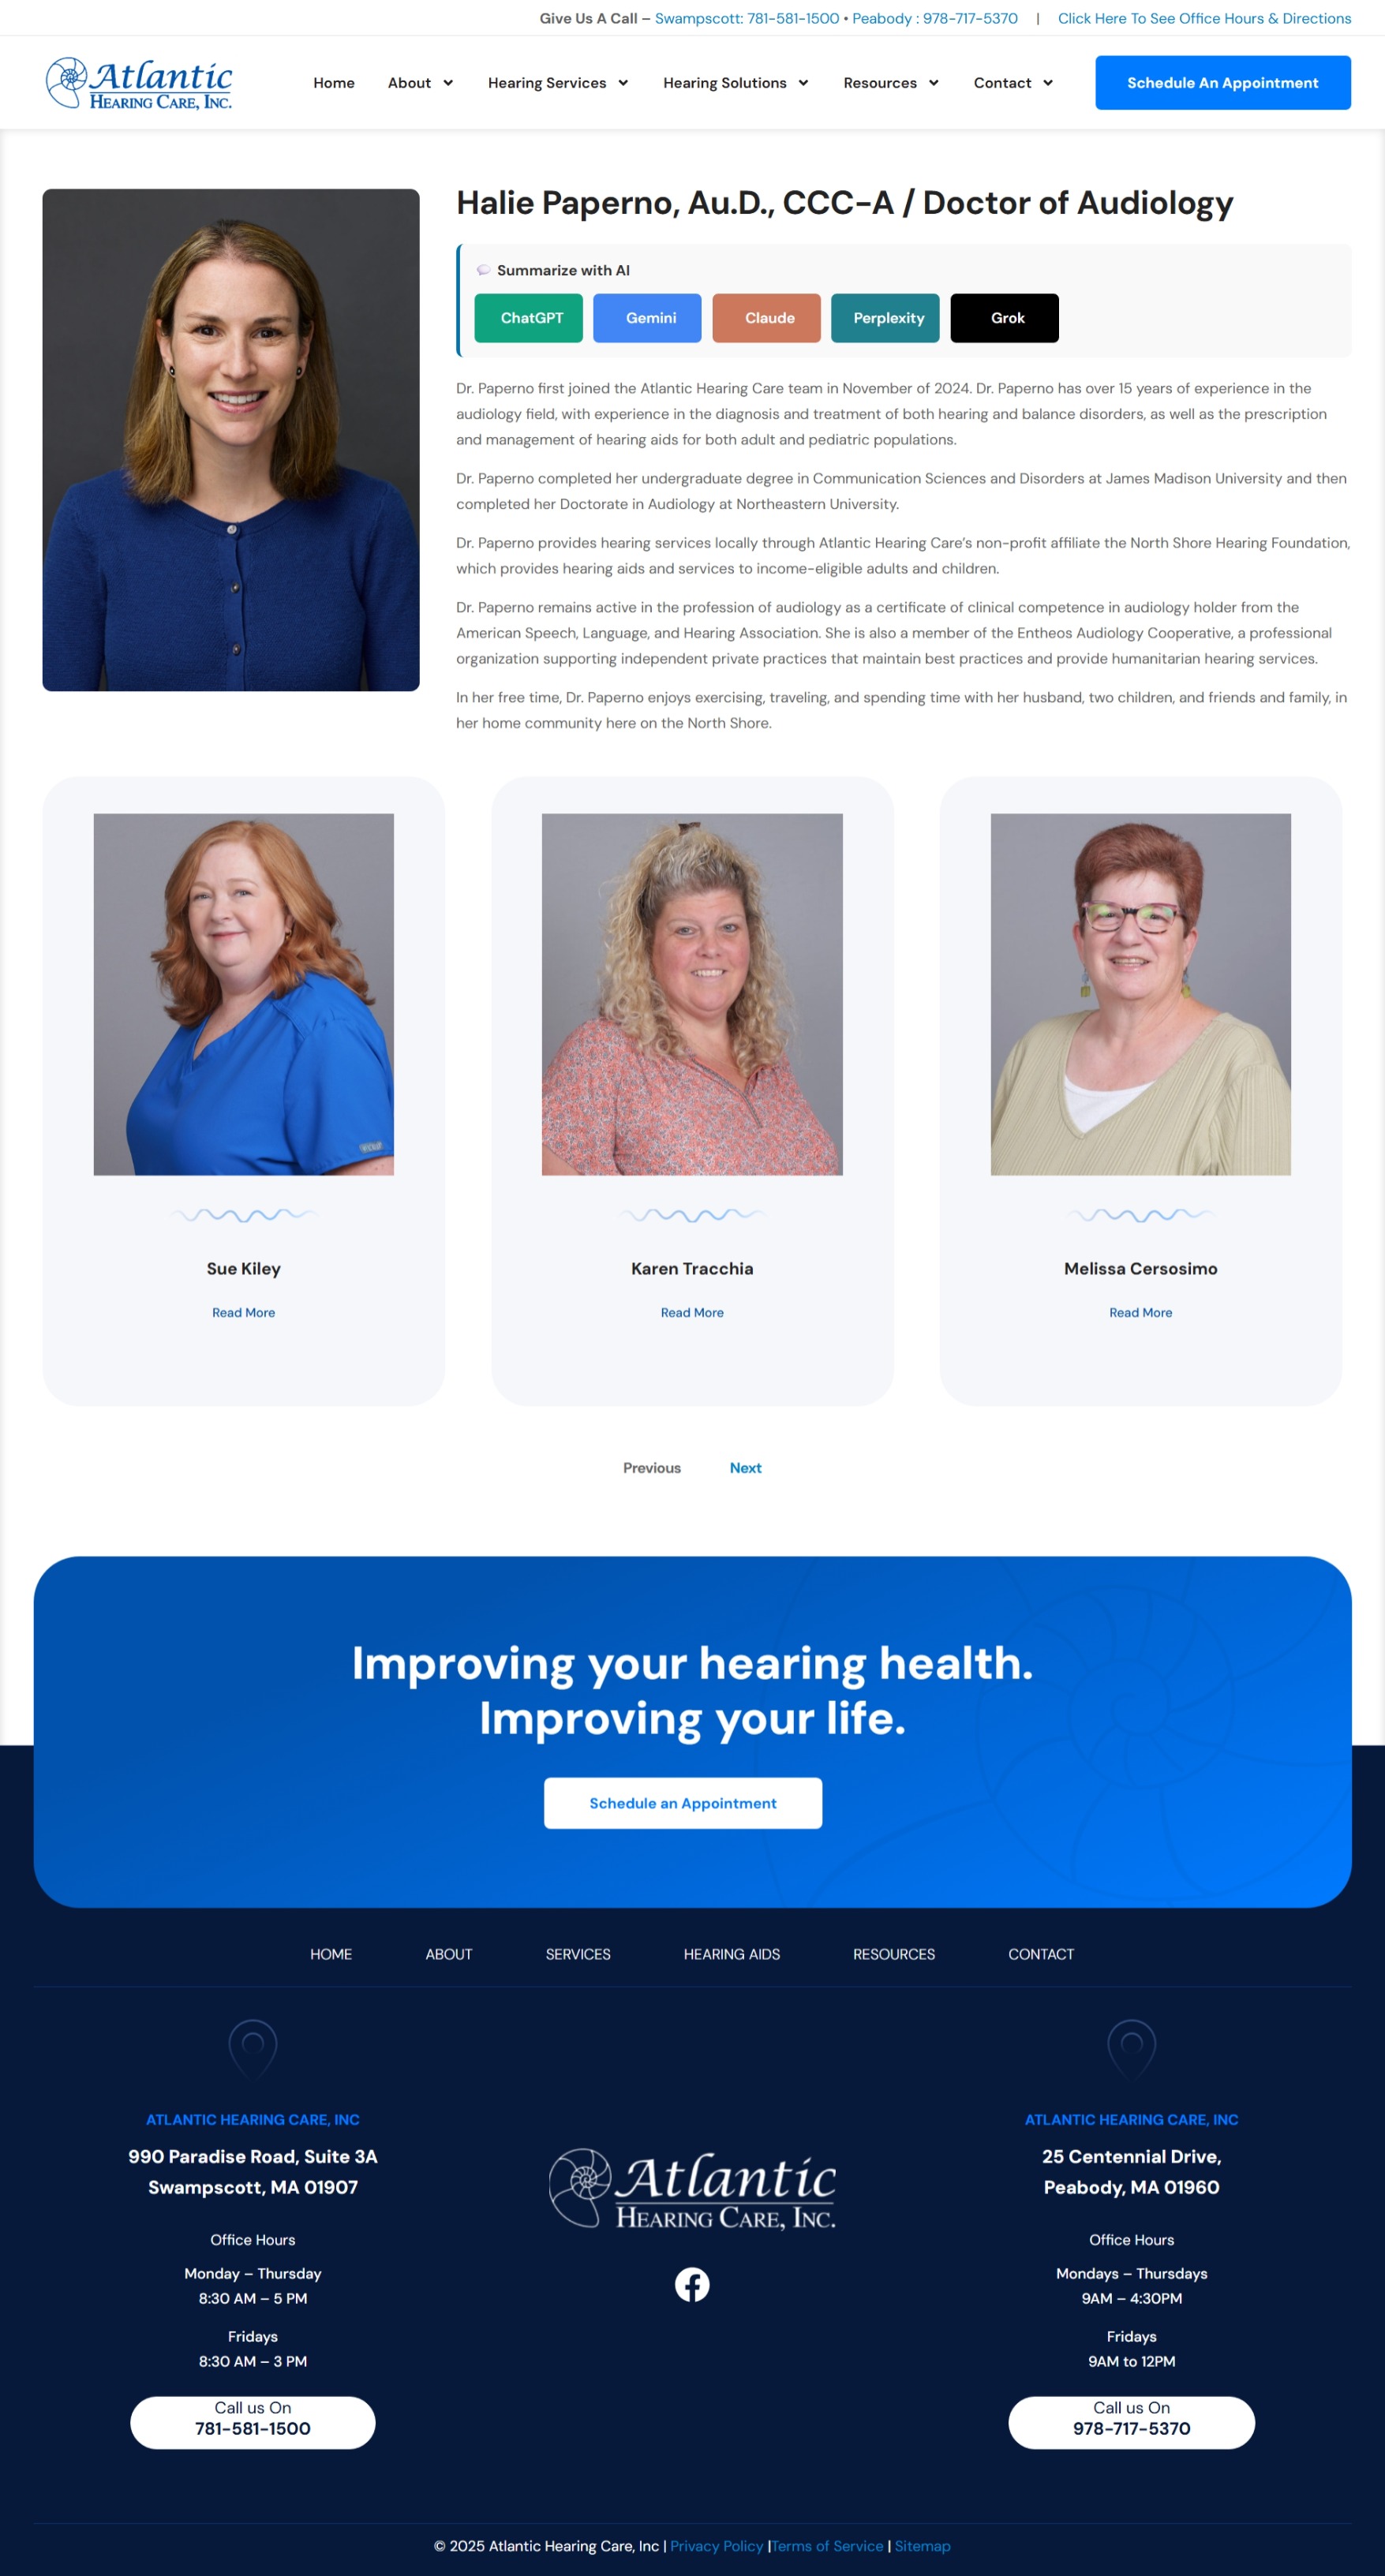 Give Us A Call – Swampscott: 781-581-1500 • Peabody : 978-717-5370 | Click Here To See Office Hours & Directions
Atlantic
HEARING CARE, INC.
Home About Hearing Services Hearing Solutions Resources Contact Schedule An Appointment
Halie Paperno, Au.D., CCC-A / Doctor of Audiology
Summarize with AI
ChatGPT Gemini Claude Perplexity Grok
Dr. Paperno first joined the Atlantic Hearing Care team in November of 2024. Dr. Paperno has over 15 years of experience in the
audiology field, with experience in the diagnosis and treatment of both hearing and balance disorders, as well as the prescription
and management of hearing aids for both adult and pediatric populations.
Dr. Paperno completed her undergraduate degree in Communication Sciences and Disorders at James Madison University and then
completed her Doctorate in Audiology at Northeastern University.
Dr. Paperno provides hearing services locally through Atlantic Hearing Care's non-profit affiliate the North Shore Hearing Foundation,
which provides hearing aids and services to income-eligible adults and children.
Dr. Paperno remains active in the profession of audiology as a certificate of clinical competence in audiology holder from the
American Speech, Language, and Hearing Association. She is also a member of the Entheos Audiology Cooperative, a professional
organization supporting independent private practices that maintain best practices and provide humanitarian hearing services.
In her free time, Dr. Paperno enjoys exercising, traveling, and spending time with her husband, two children, and friends and family, in
her home community here on the North Shore.
Sue Kiley
Read More
Karen Tracchia
Read More
Melissa Cersosimo
Read More
Previous Next
Improving your hearing health.
Improving your life.
Schedule an Appointment
HOME ABOUT SERVICES HEARING AIDS RESOURCES CONTACT
ATLANTIC HEARING CARE, INC
990 Paradise Road, Suite 3A
Swampscott, MA 01907
Office Hours
Monday – Thursday
8:30 AM – 5 PM
Fridays
8:30 AM – 3 PM
Call us On
781-581-1500
Atlantic
HEARING CARE, INC.
ATLANTIC HEARING CARE, INC
25 Centennial Drive,
Peabody, MA 01960
Office Hours
Mondays – Thursdays
9AM – 4:30PM
Fridays
9AM to 12PM
Call us On
978-717-5370
© 2025 Atlantic Hearing Care, Inc | Privacy Policy |Terms of Service | Sitemap